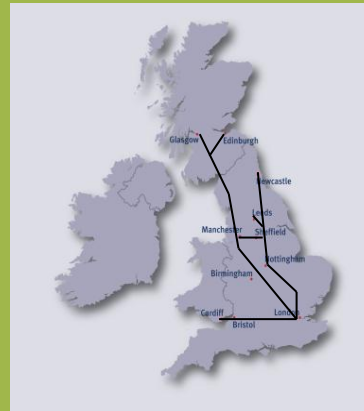 Glasgow
Edinburgh
Newcastle
Leeds
Manchester
Sheffield
Nottingham
Birmingham
Cardiff
London
Bristol